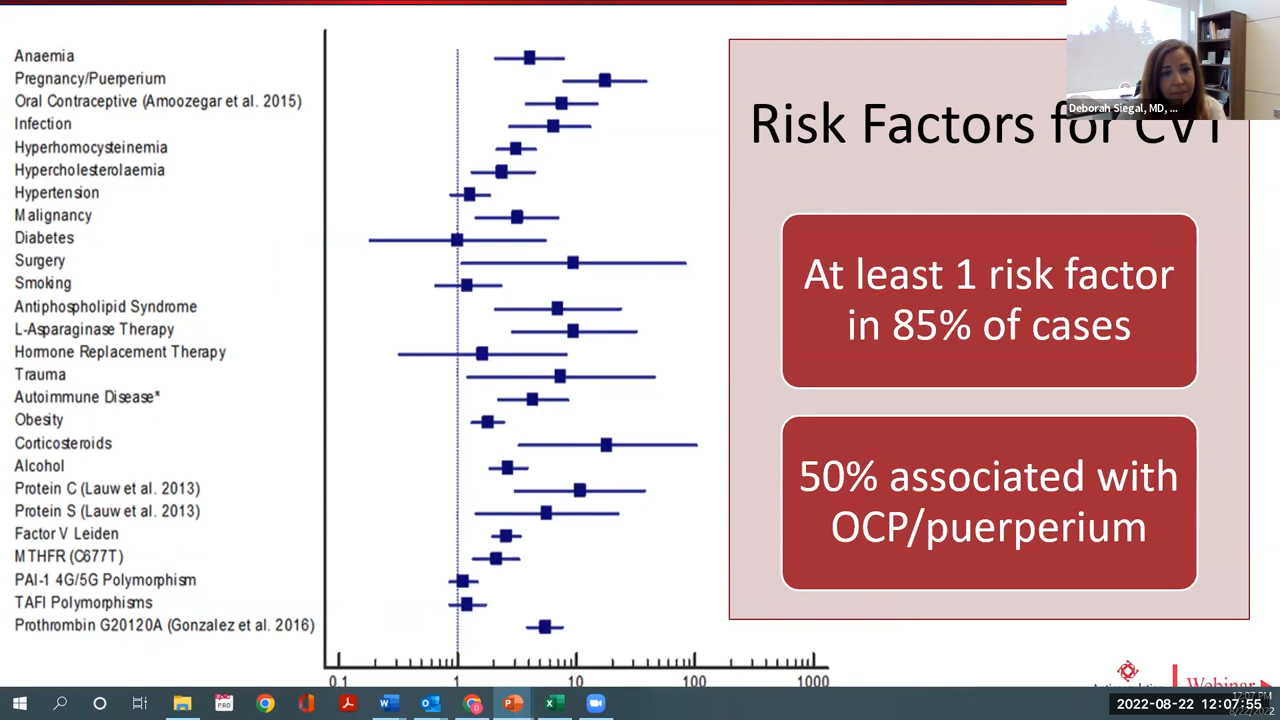 Anaemia
Pregnancy/Puerperium
Oral Contraceptive (Amoozegar et al. 2015)
Infection
Hyperhomocysteinemia
Hypercholesterolaemia
Hypertension
Malignancy
Diabetes
Surgery
Smoking
Antiphospholipid Syndrome
L-Asparaginase Therapy
Hormone Replacement Therapy
Trauma
Autoimmune Disease*
Obesity
Corticosteroids
Alcohol
Protein C (Lauw et al. 2013)
Protein S (Lauw et al. 2013)
Factor V Leiden
MTHFR (C677T)
PAI-1 4G/5G Polymorphism
TAFI Polymorphisms
Prothrombin G20120A (Gonzalez et al. 2016)
0.1 1 10 100 1000
Deborah Siegal, MD, ...
Risk Factors for CVT
At least 1 risk factor
in 85% of cases
50% associated with
OCP/puerperium
Webinar
2022-08-22 12:07:55